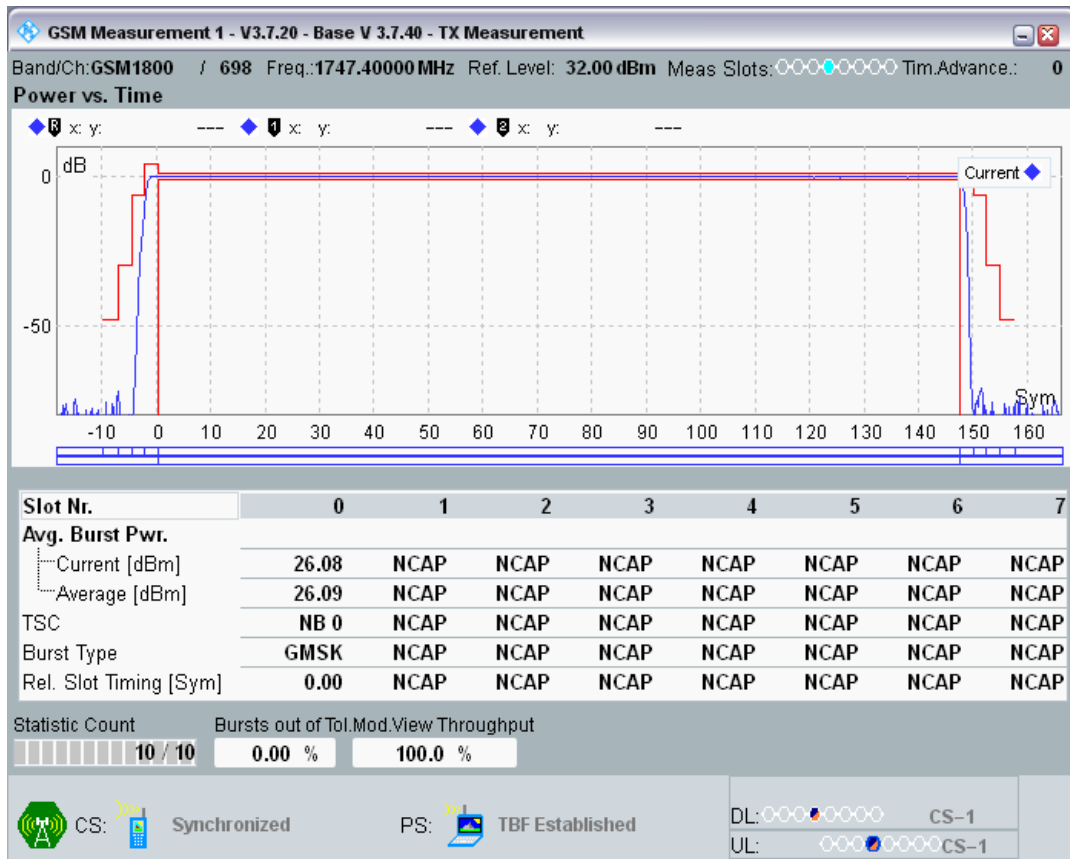 GSM Measurement 1 - V3.7.20 - Base V 3.7.40 - TX Measurement
Band/Ch:GSM1800 / 698 Freq.:1747.40000 MHz Ref. Level: 32.00 dBm Meas Slots: Tim.Advance.: 0
Power vs. Time
R x: y: --- 1 x: y: --- 2 x: y: ---
dB
0
Current
-50
Sym
-10 0 10 20 30 40 50 60 70 80 90 100 110 120 130 140 150 160
Slot Nr. 0 1 2 3 4 5 6 7
Avg. Burst Pwr.
Current [dBm] 26.08 NCAP NCAP NCAP NCAP NCAP NCAP NCAP
Average [dBm] 26.09 NCAP NCAP NCAP NCAP NCAP NCAP NCAP
TSC NB 0 NCAP NCAP NCAP NCAP NCAP NCAP NCAP
Burst Type GMSK NCAP NCAP NCAP NCAP NCAP NCAP NCAP
Rel. Slot Timing [Sym] 0.00 NCAP NCAP NCAP NCAP NCAP NCAP NCAP
Statistic Count Bursts out of Tol.Mod.View Throughput
10 / 10 0.00 % 100.0 %
CS: Synchronized PS: TBF Established
DL: CS-1
UL: CS-1